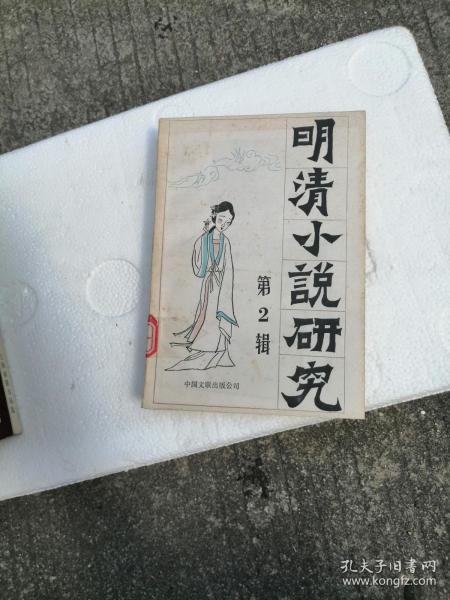 明清小說研究
第2辑
中国文联出版公司
孔夫子旧书网
www.kongfz.com